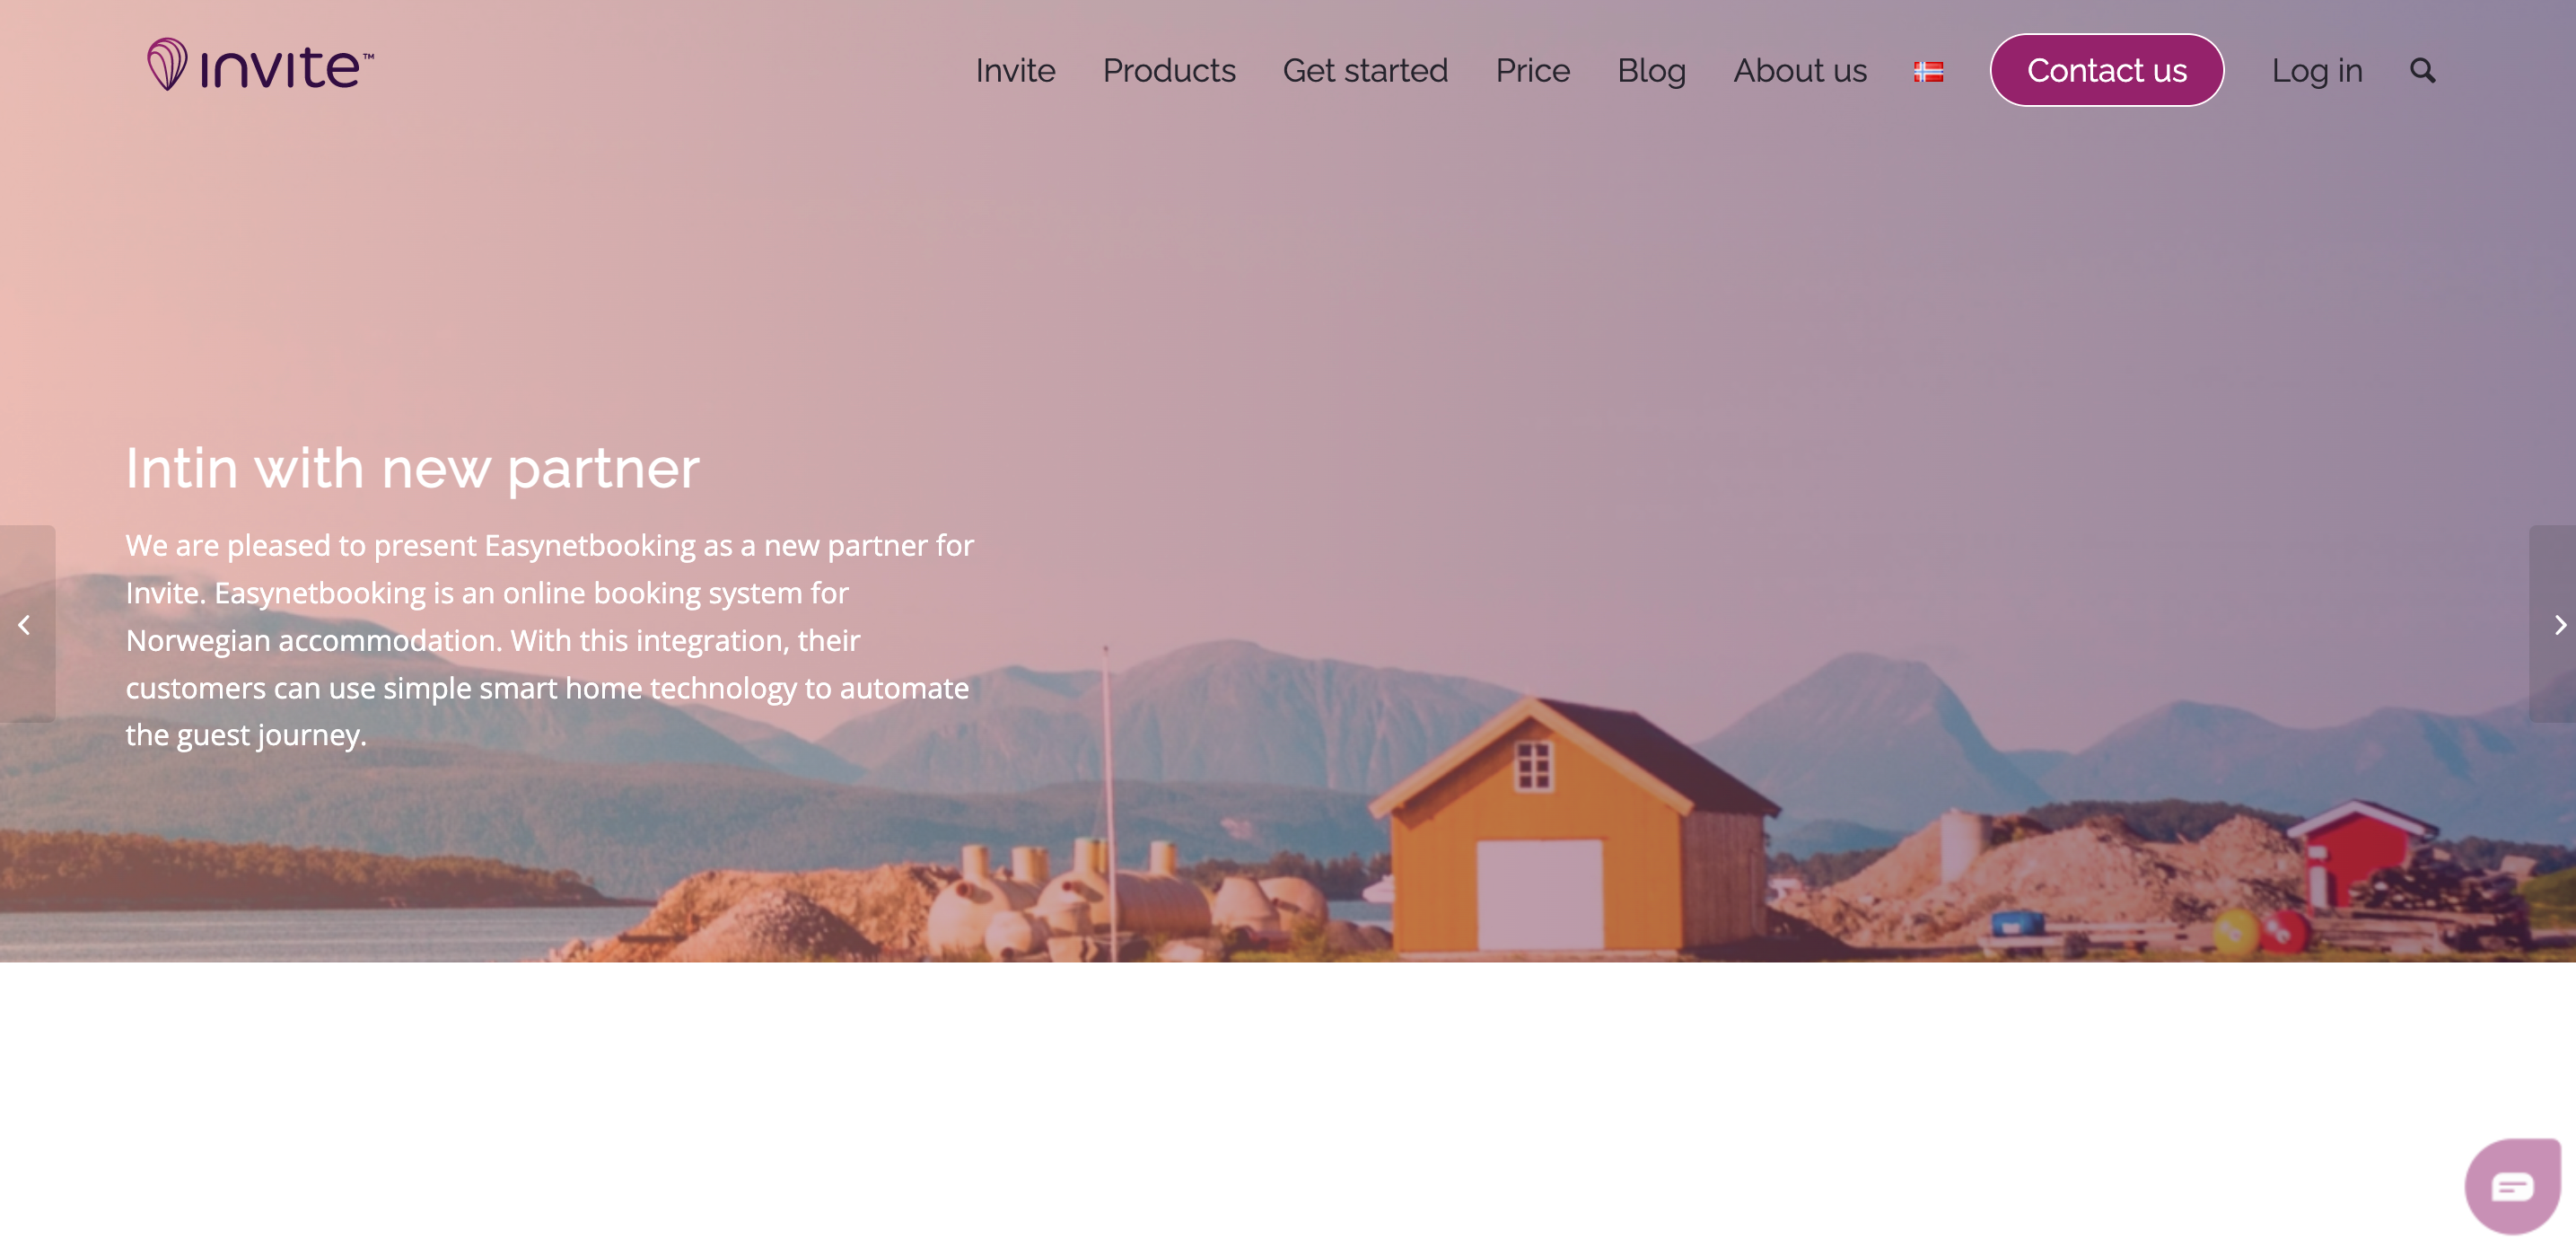 invite™
Invite Products Get started Price Blog About us Contact us Log in
Intin with new partner
We are pleased to present Easynetbooking as a new partner for
Invite. Easynetbooking is an online booking system for
Norwegian accommodation. With this integration, their
customers can use simple smart home technology to automate
the guest journey.